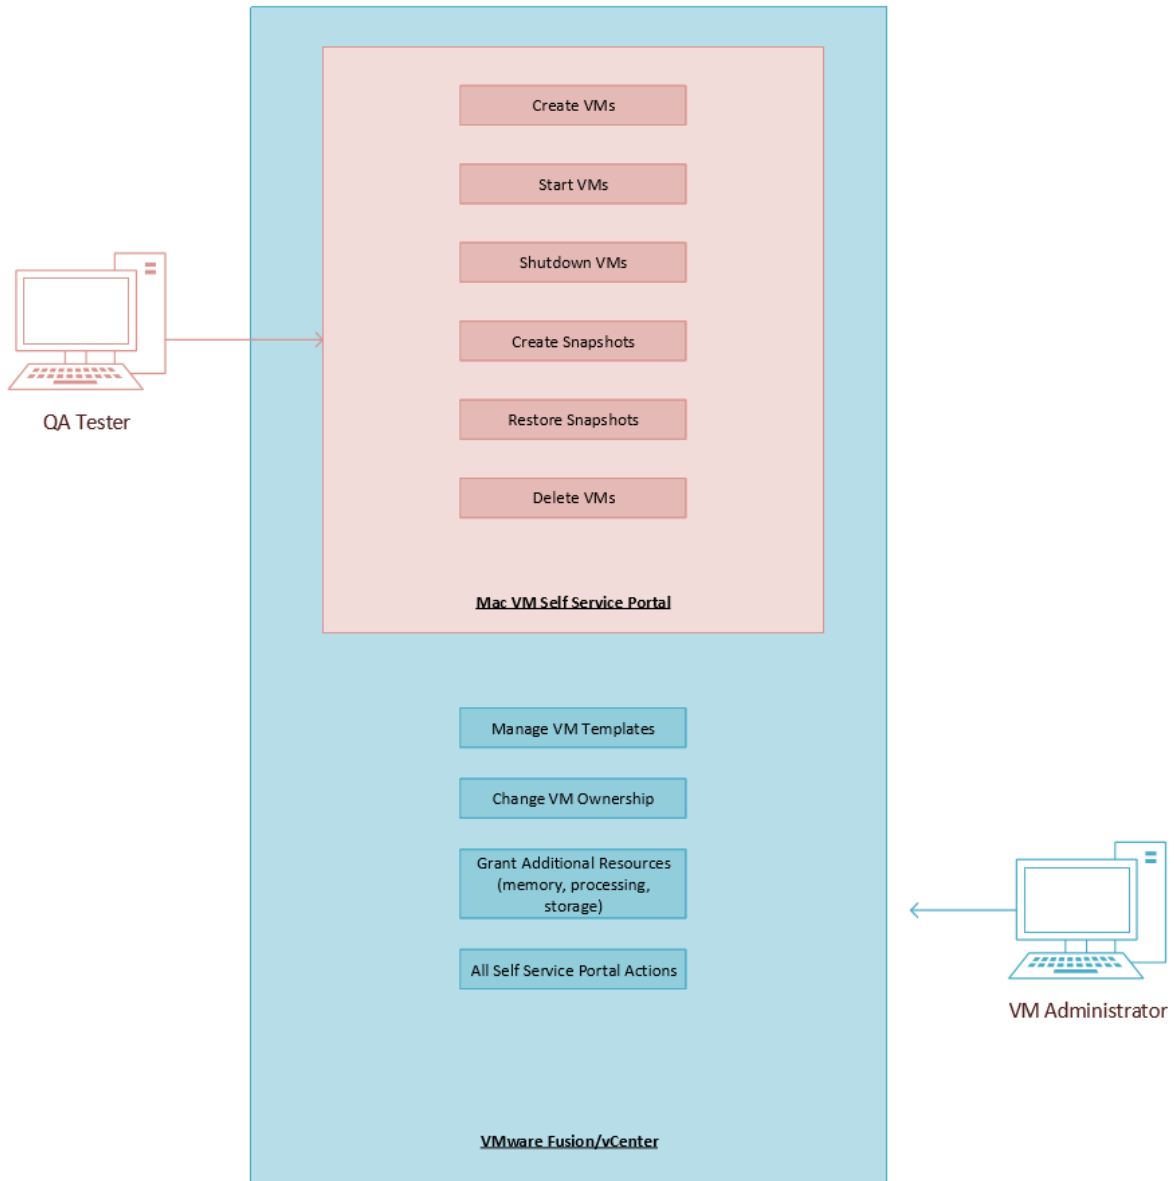 Create VMs
Start VMs
Shutdown VMs
Create Snapshots
QA Tester
Restore Snapshots
Delete VMs
Mac VM Self Service Portal
Manage VM Templates
Change VM Ownership
Grant Additional Resources
(memory, processing,
storage)
All Self Service Portal Actions
VM Administrator
VMware Fusion/vCenter